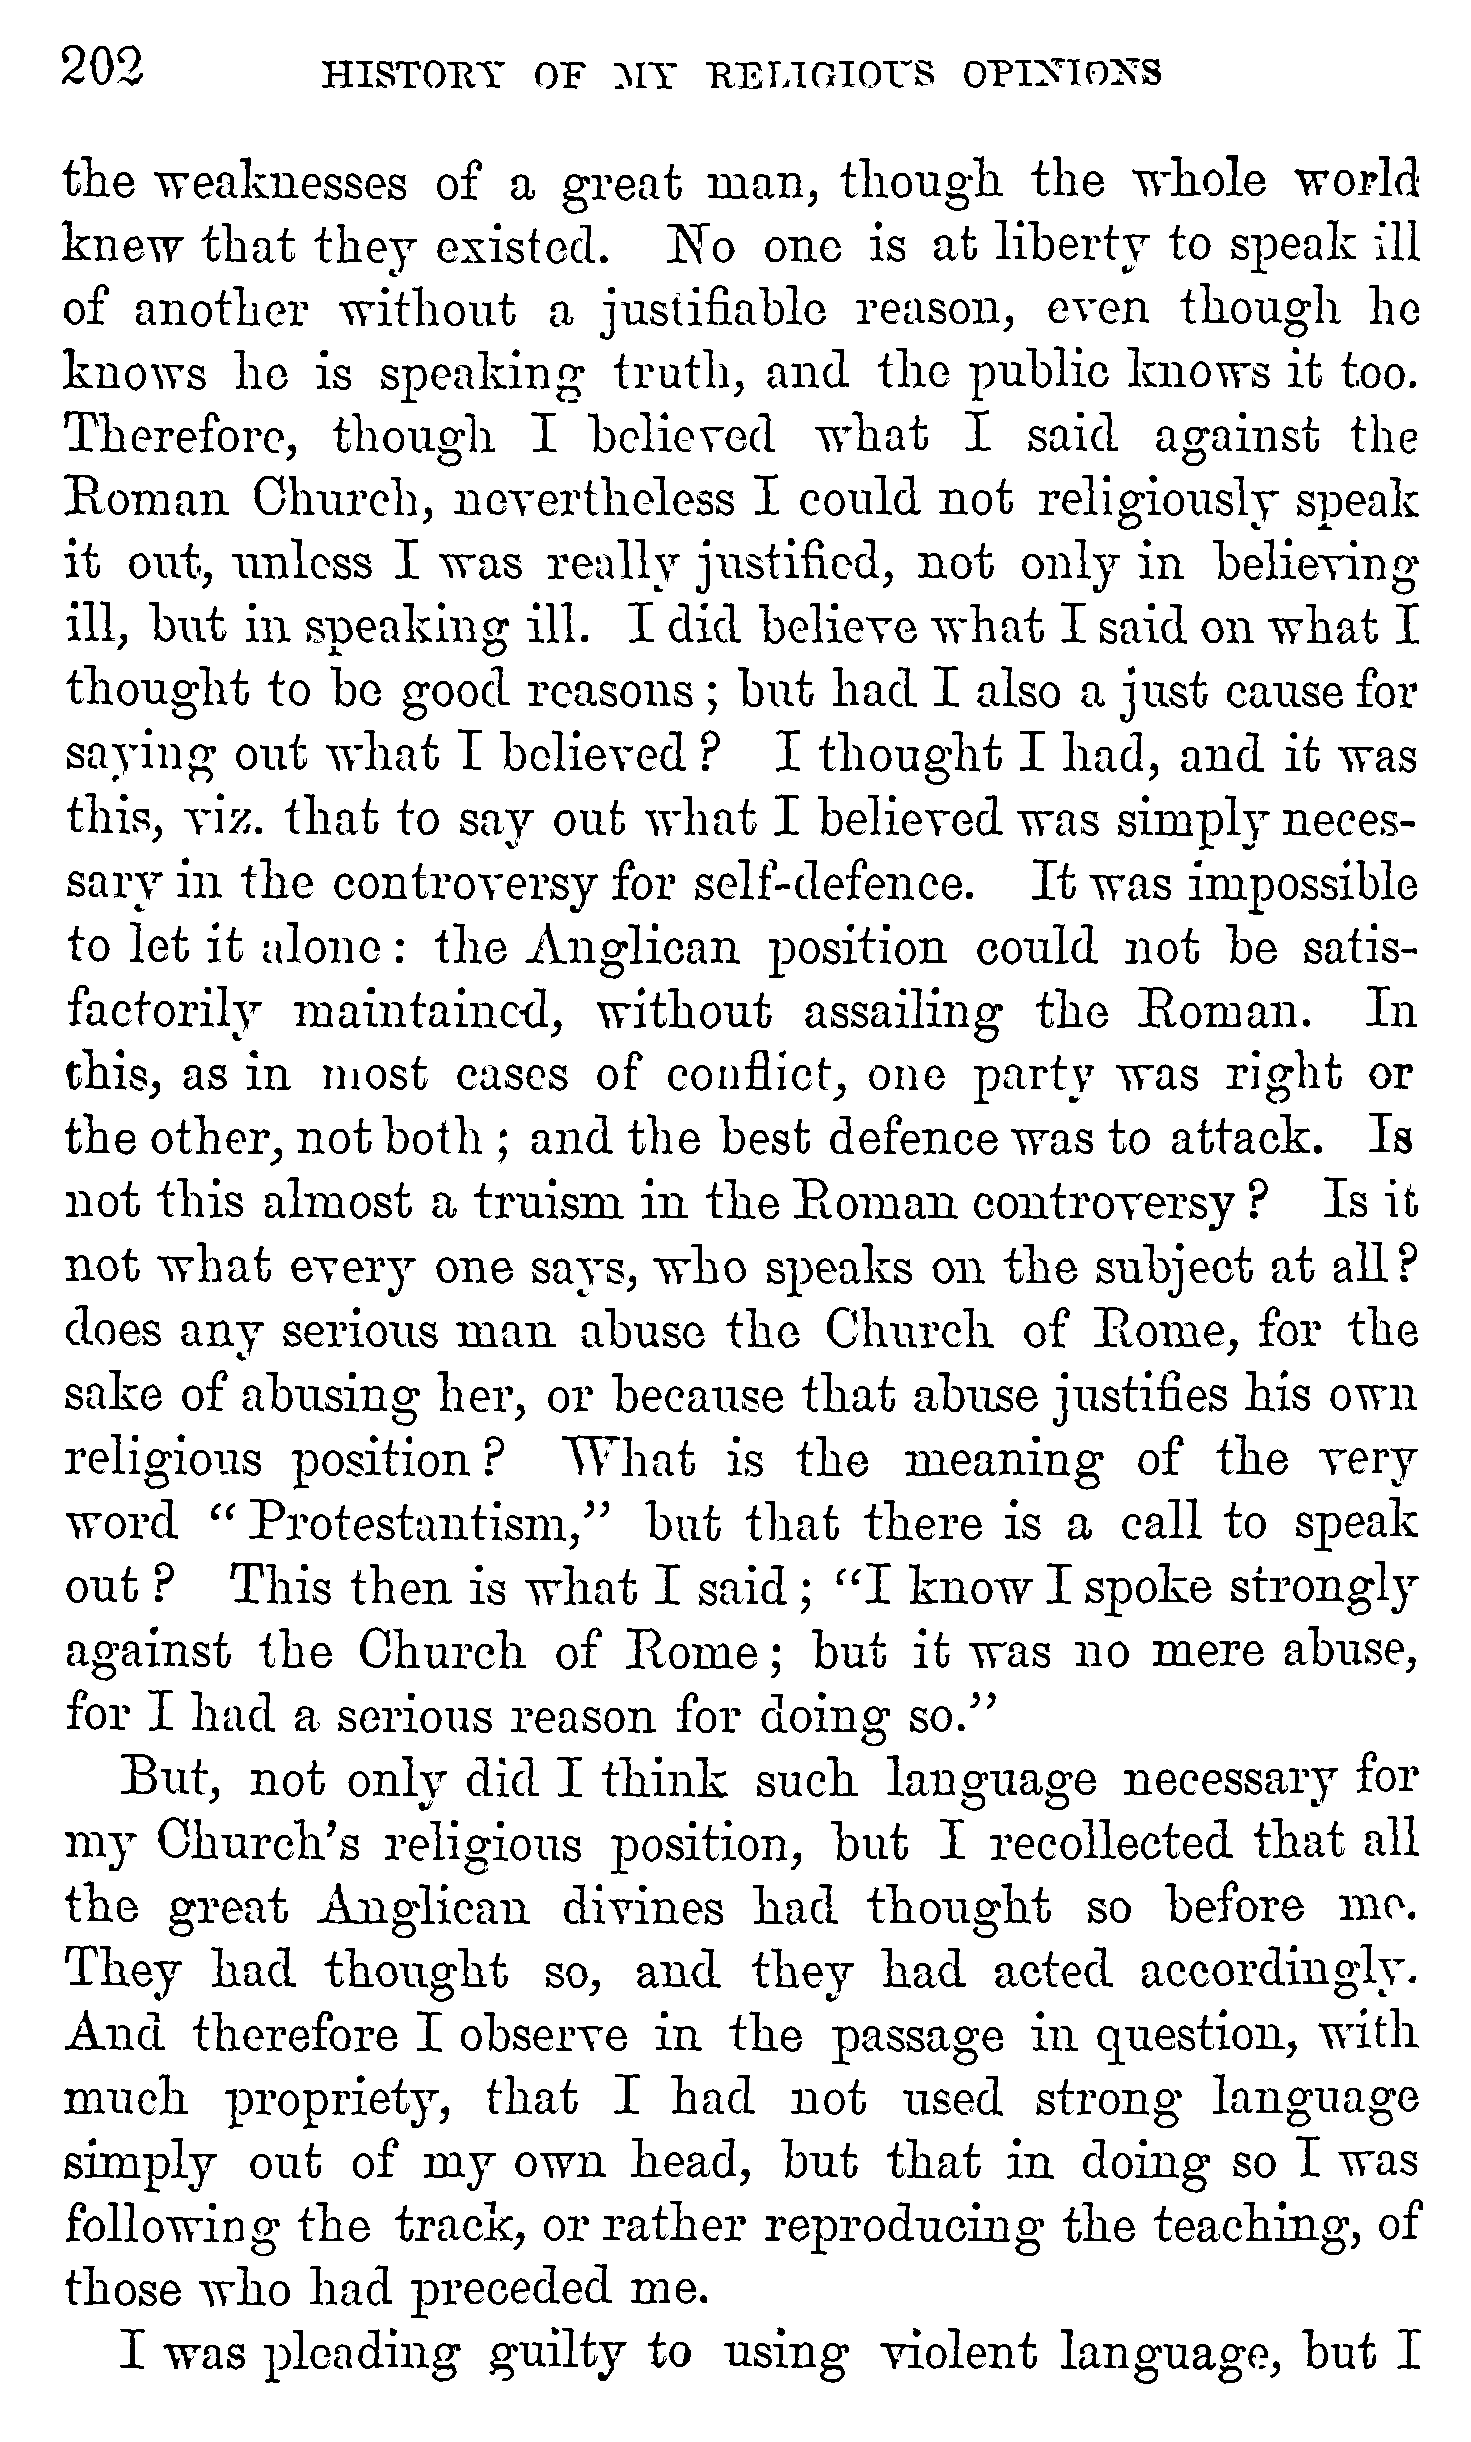 202 HISTORY OF MY RELIGIOUS OPINIONS
the weaknesses of a great man, though the whole world
knew that they existed. No one is at liberty to speak ill
of another without a justifiable reason, even though he
knows he is speaking truth, and the public knows it too.
Therefore, though I believed what I said against the
Roman Church, nevertheless I could not religiously speak
it out, unless I was really justified, not only in believing
ill, but in speaking ill. I did believe what I said on what I
thought to be good reasons; but had I also a just cause for
saying out what I believed? I thought I had, and it was
this, viz. that to say out what I believed was simply neces-
sary in the controversy for self-defence. It was impossible
to let it alone: the Anglican position could not be satis-
factorily maintained, without assailing the Roman. In
this, as in most cases of conflict, one party was right or
the other, not both; and the best defence was to attack. Is
not this almost a truism in the Roman controversy? Is it
not what every one says, who speaks on the subject at all?
does any serious man abuse the Church of Rome, for the
sake of abusing her, or because that abuse justifies his own
religious position? What is the meaning of the very
word "Protestantism," but that there is a call to speak
out? This then is what I said; "I know I spoke strongly
against the Church of Rome; but it was no mere abuse,
for I had a serious reason for doing so."
But, not only did I think such language necessary for
my Church's religious position, but I recollected that all
the great Anglican divines had thought so before me.
They had thought so, and they had acted accordingly.
And therefore I observe in the passage in question, with
much propriety, that I had not used strong language
simply out of my own head, but that in doing so I was
following the track, or rather reproducing the teaching, of
those who had preceded me.
I was pleading guilty to using violent language, but I